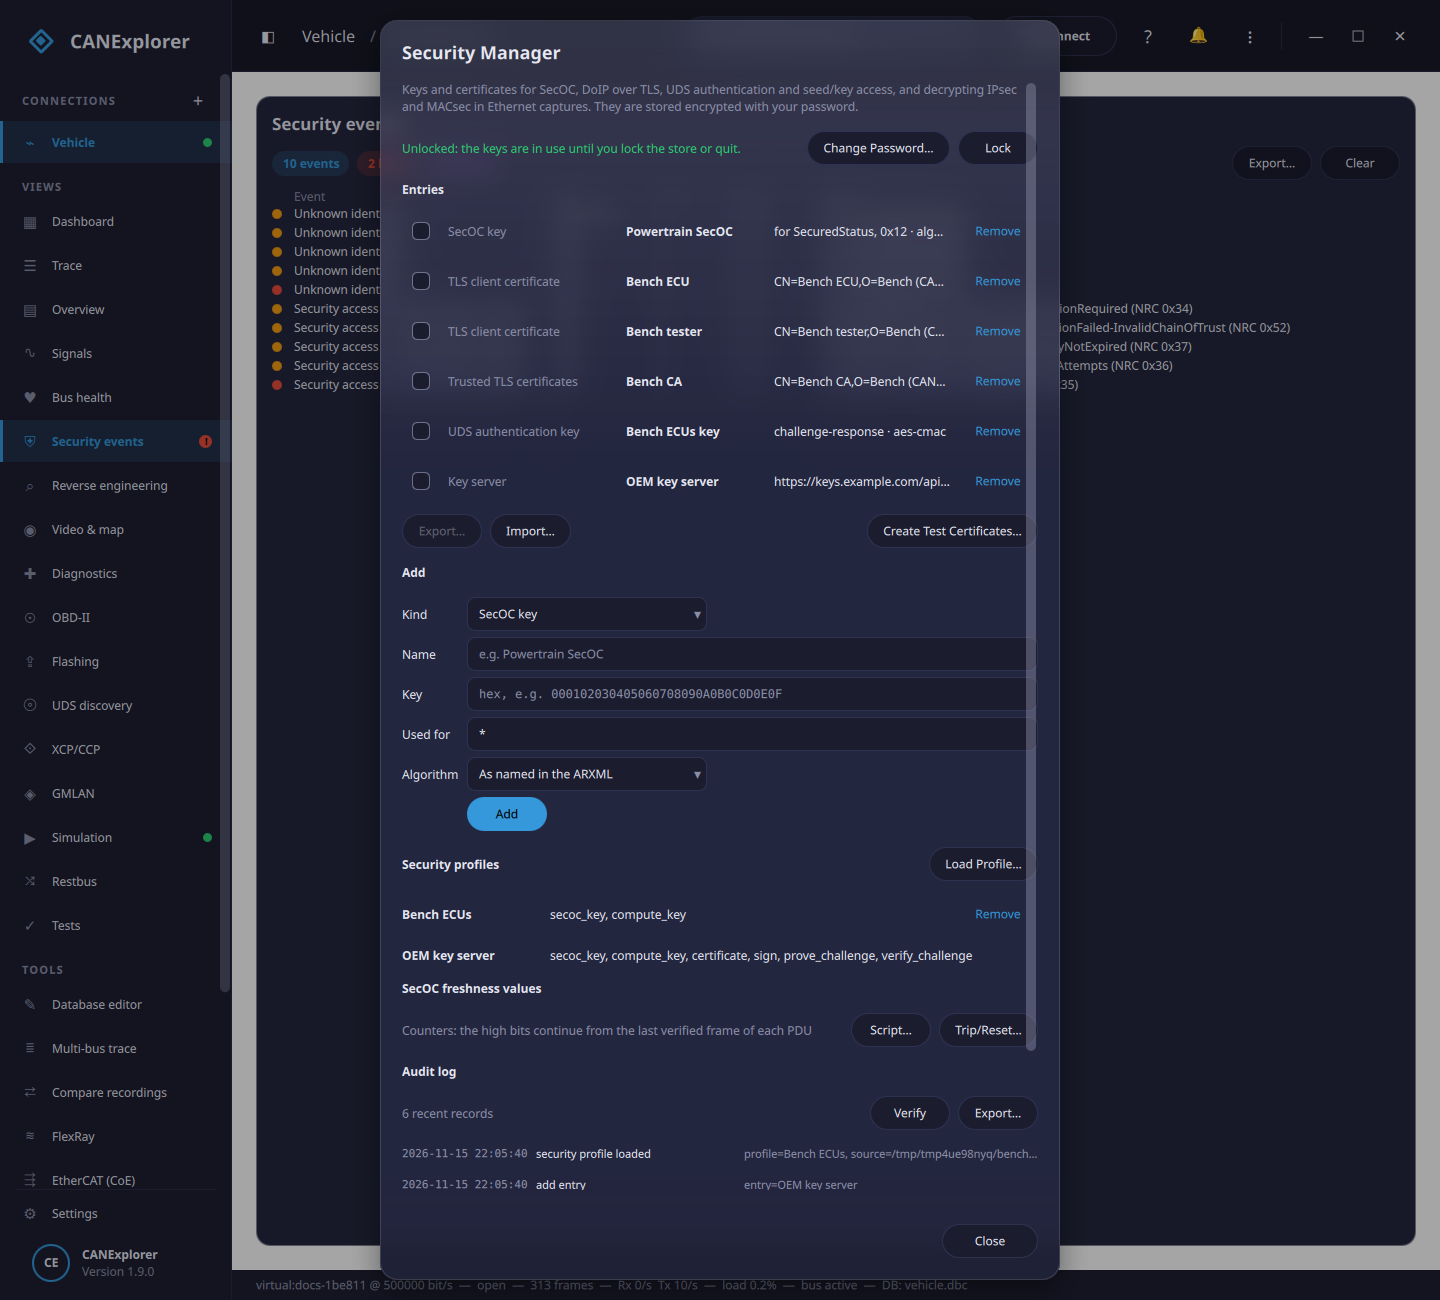 CANExplorer
Vehicle /
nnect
?
CONNECTIONS +
Vehicle
VIEWS
Dashboard
Trace
Overview
Signals
Bus health
Security events
Reverse engineering
Video & map
Diagnostics
OBD-II
Flashing
UDS discovery
XCP/CCP
GMLAN
Simulation
Restbus
Tests
TOOLS
Database editor
Multi-bus trace
Compare recordings
FlexRay
EtherCAT (CoE)
Settings
CE
CANExplorer
Version 1.9.0
Security even
10 events
2
Export...
Clear
Event
Unknown ident
Unknown ident
Unknown ident
Unknown ident
Unknown ident
Security access
ionRequired (NRC 0x34)
Security access
ionFailed-InvalidChainOfTrust (NRC 0x52)
Security access
yNotExpired (NRC 0x37)
Security access
Attempts (NRC 0x36)
Security access
35)
Security Manager
Keys and certificates for SecOC, DoIP over TLS, UDS authentication and seed/key access, and decrypting IPsec
and MACsec in Ethernet captures. They are stored encrypted with your password.
Unlocked: the keys are in use until you lock the store or quit.
Change Password...
Lock
Entries
SecOC key Powertrain SecOC for SecuredStatus, 0x12 · alg... Remove
TLS client certificate Bench ECU CN=Bench ECU,O=Bench (CA... Remove
TLS client certificate Bench tester CN=Bench tester,O=Bench (C... Remove
Trusted TLS certificates Bench CA CN=Bench CA,O=Bench (CAN... Remove
UDS authentication key Bench ECUs key challenge-response · aes-cmac Remove
Key server OEM key server https://keys.example.com/api... Remove
Export... Import... Create Test Certificates...
Add
Kind SecOC key
Name e.g. Powertrain SecOC
Key hex, e.g. 000102030405060708090A0B0C0D0E0F
Used for *
Algorithm As named in the ARXML
Add
Security profiles Load Profile...
Bench ECUs secoc_key, compute_key Remove
OEM key server secoc_key, compute_key, certificate, sign, prove_challenge, verify_challenge
SecOC freshness values
Counters: the high bits continue from the last verified frame of each PDU Script... Trip/Reset...
Audit log
6 recent records Verify Export...
2026-11-15 22:05:40 security profile loaded profile=Bench ECUs, source=/tmp/tmp4ue98nyq/bench...
2026-11-15 22:05:40 add entry entry=OEM key server
Close
virtual:docs-1be811 @ 500000 bit/s — open — 313 frames — Rx 0/s Tx 10/s — load 0.2% — bus active — DB: vehicle.dbc